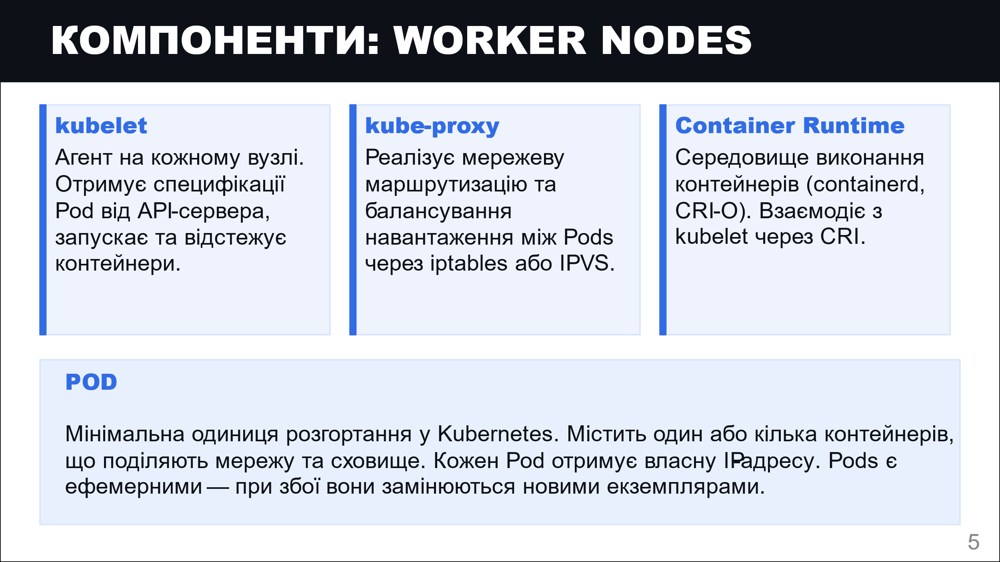 КОМПОНЕНТИ: WORKER NODES
kubelet
Агент на кожному вузлі.
Отримує специфікації
Pod від API-сервера,
запускає та відстежує
контейнери.
kube-proxy
Реалізує мережеву
маршрутизацію та
балансування
навантаження між Pods
через iptables або IPVS.
Container Runtime
Середовище виконання
контейнерів (containerd,
CRI-O). Взаємодіє з
kubelet через CRI.
POD
Мінімальна одиниця розгортання у Kubernetes. Містить один або кілька контейнерів,
що поділяють мережу та сховище. Кожен Pod отримує власну IP-адресу. Pods є
ефемерними — при збої вони замінюються новими екземплярами.
5